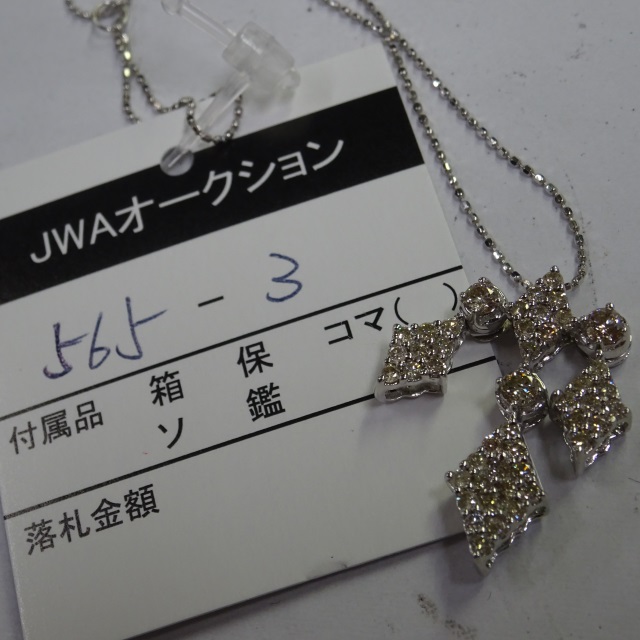 JWAオークション
565-3
付属品 箱 保 コマ( )
ソ 鑑
落札金額